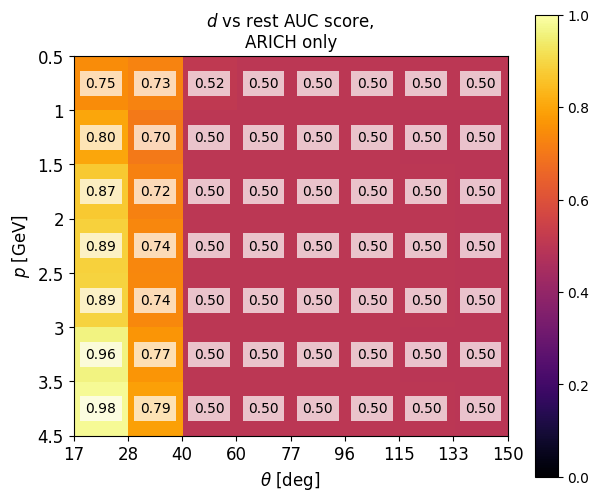 d vs rest AUC score,
ARICH only
0.5
0.75 0.73 0.52 0.50 0.50 0.50 0.50 0.50
1
0.80 0.70 0.50 0.50 0.50 0.50 0.50 0.50
1.5
0.87 0.72 0.50 0.50 0.50 0.50 0.50 0.50
2
0.89 0.74 0.50 0.50 0.50 0.50 0.50 0.50
2.5
0.89 0.74 0.50 0.50 0.50 0.50 0.50 0.50
3
0.96 0.77 0.50 0.50 0.50 0.50 0.50 0.50
3.5
0.98 0.79 0.50 0.50 0.50 0.50 0.50 0.50
4.5
p [GeV]
17 28 40 60 77 96 115 133 150
θ [deg]
1.0
0.8
0.6
0.4
0.2
0.0